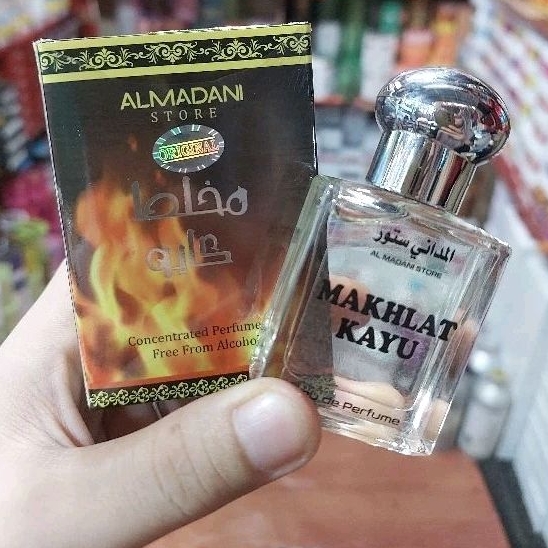 ALMADANI
STORE
ORIGINAL
مخلط
كايو
Concentrated Perfume
Free From Alcohol
المداني ستور
AL MADANI STORE
MAKHLAT
KAYU
Eau de Perfume